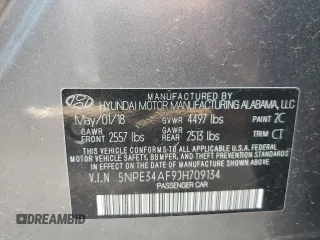 MANUFACTURED BY
HYUNDAI MOTOR MANUFACTURING ALABAMA, LLC
May/01/18 GVWR 4497 lbs PAINT 2C
GAWR FRONT 2557 lbs GAWR REAR 2513 lbs TRIM CT
THIS VEHICLE CONFORMS TO ALL APPLICABLE
FEDERAL MOTOR VEHICLE SAFETY, BUMPER, AND THEFT
PREVENTION STANDARDS IN EFFECT ON THE DATE OF
MANUFACTURE SHOWN ABOVE.
V.I.N 5NPE34AF9JH709134
PASSENGER CAR
DREAMBID